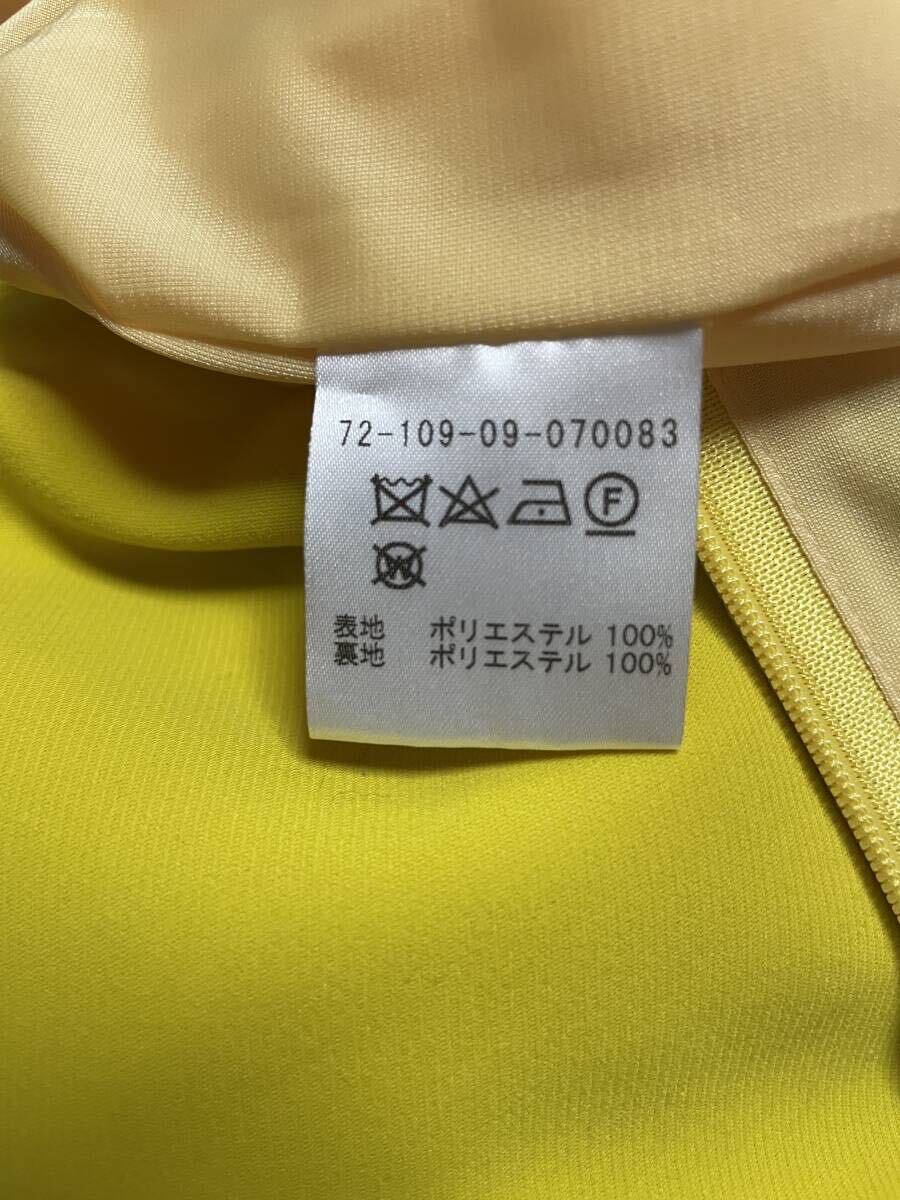 72-109-09-070083
F
W
表地 ポリエステル 100%
裏地 ポリエステル 100%